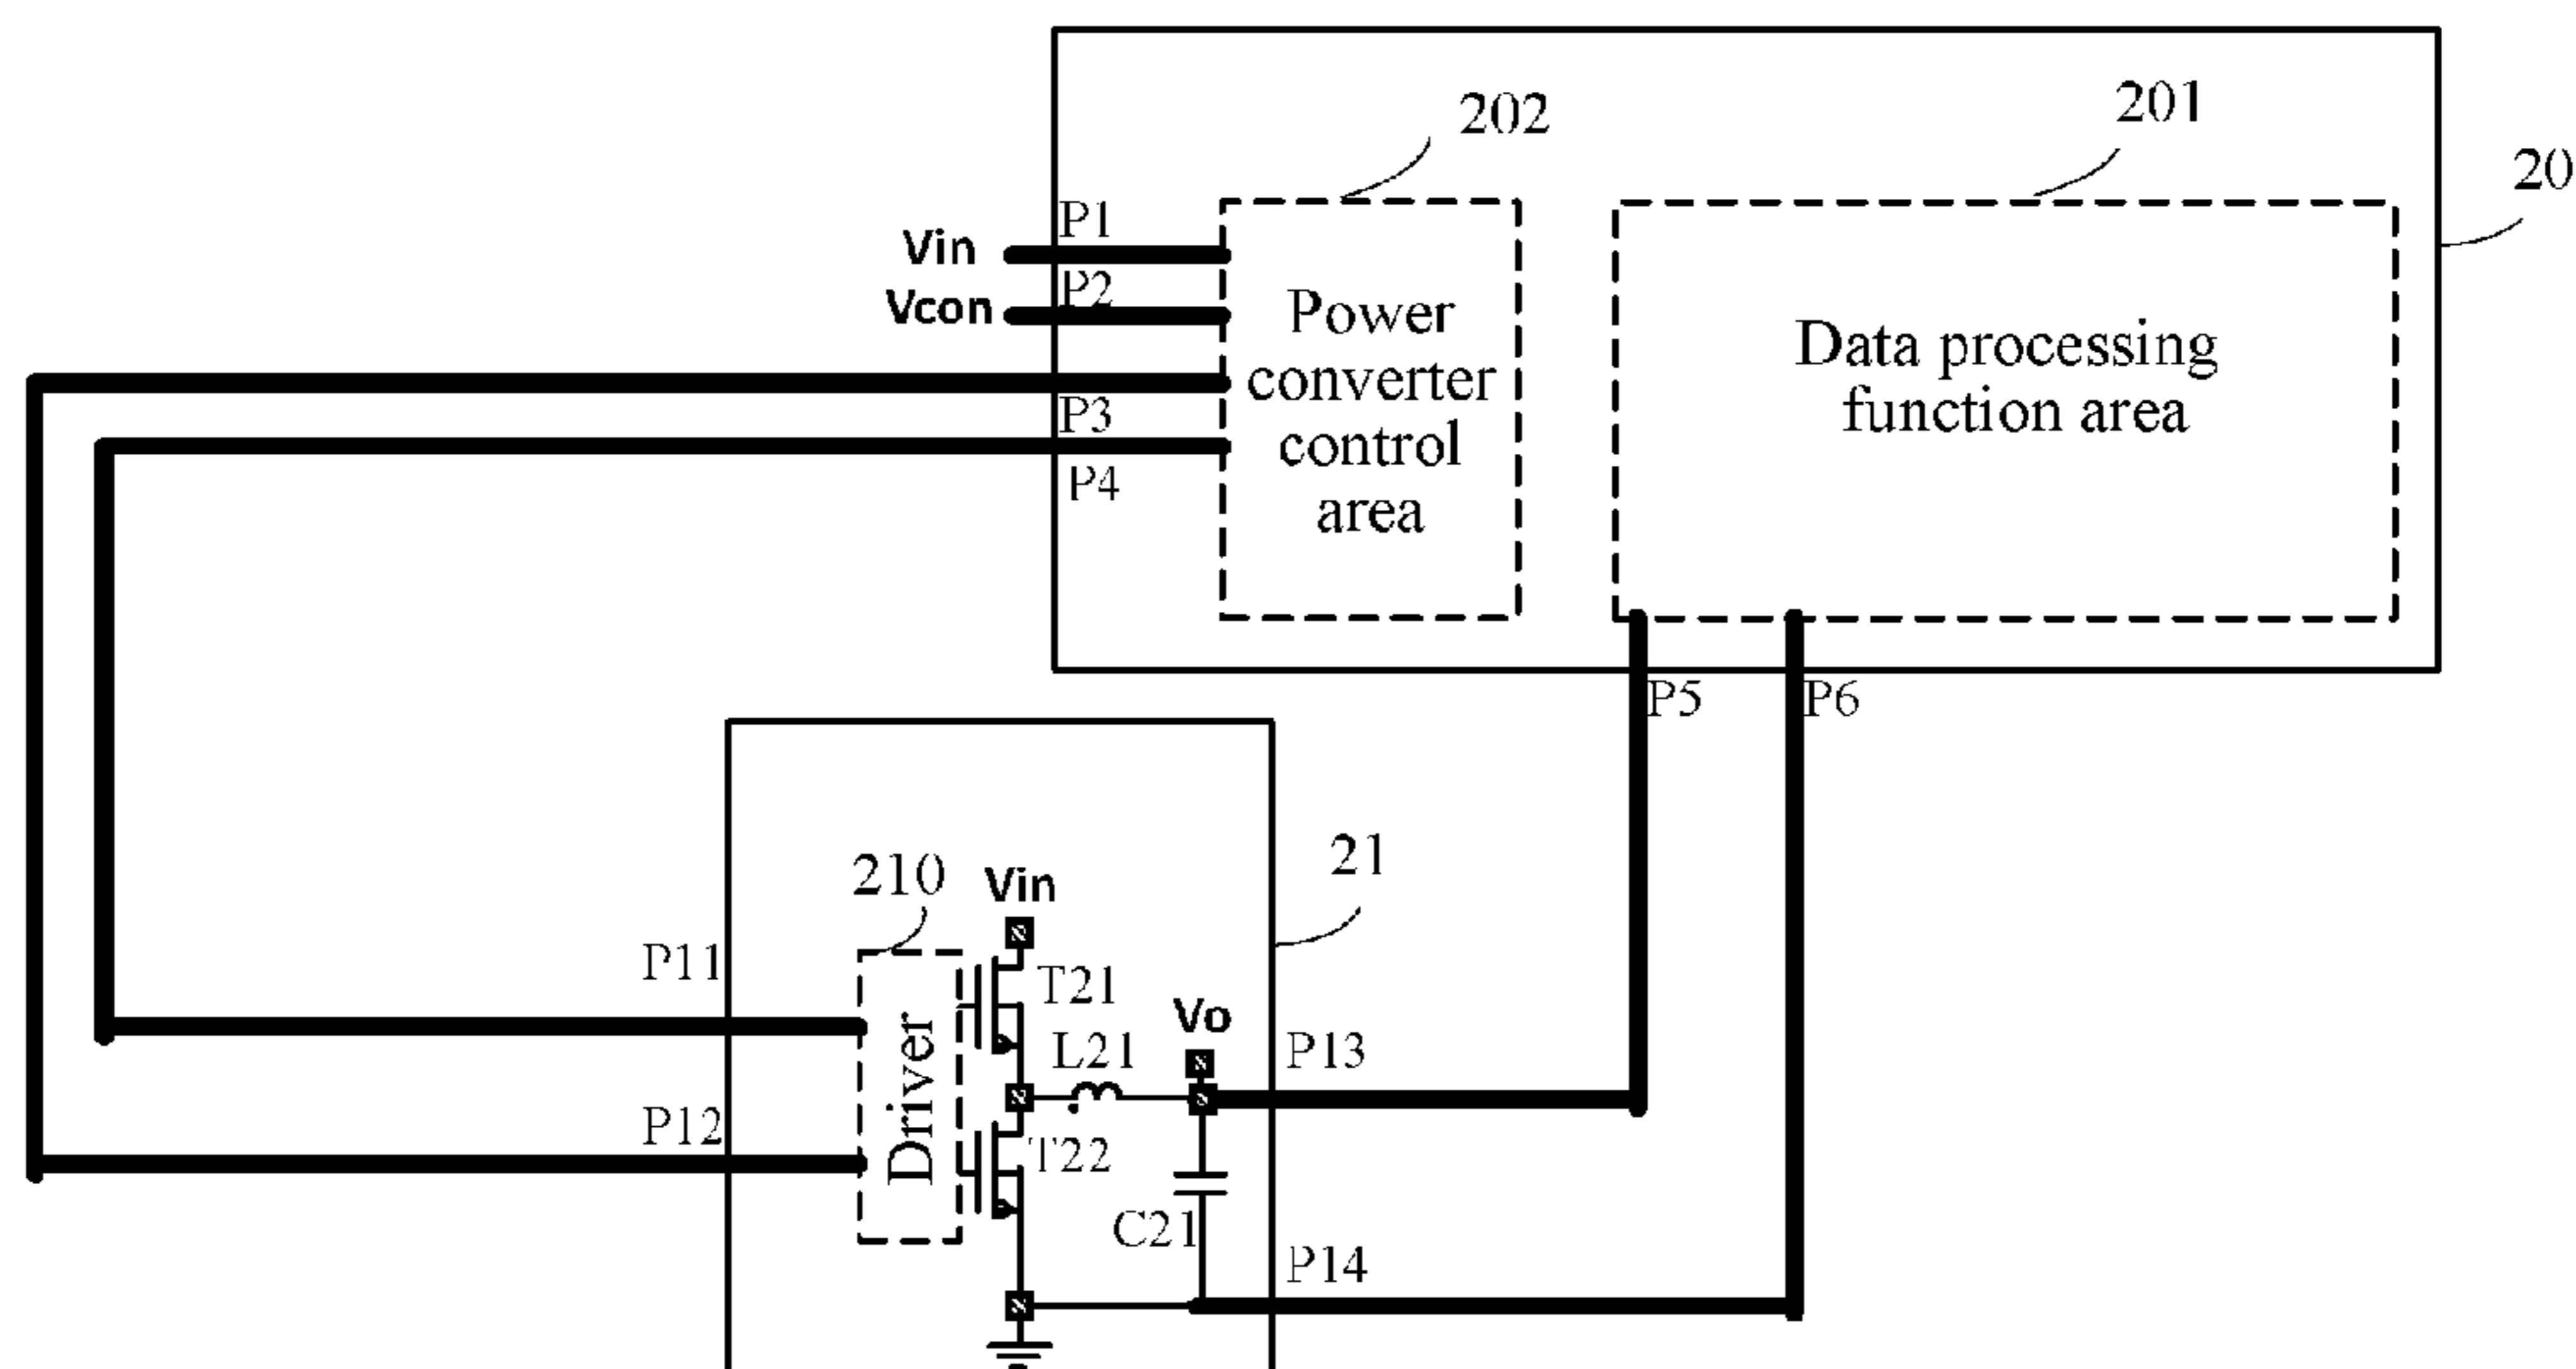 202
201
20
P1
Vin
P2
Vcon
Power
converter
control
area
Data processing
function area
P3
P4
P5
P6
21
210
Vin
P11
T21
Vo
L21
P13
Driver
P12
T22
C21
P14